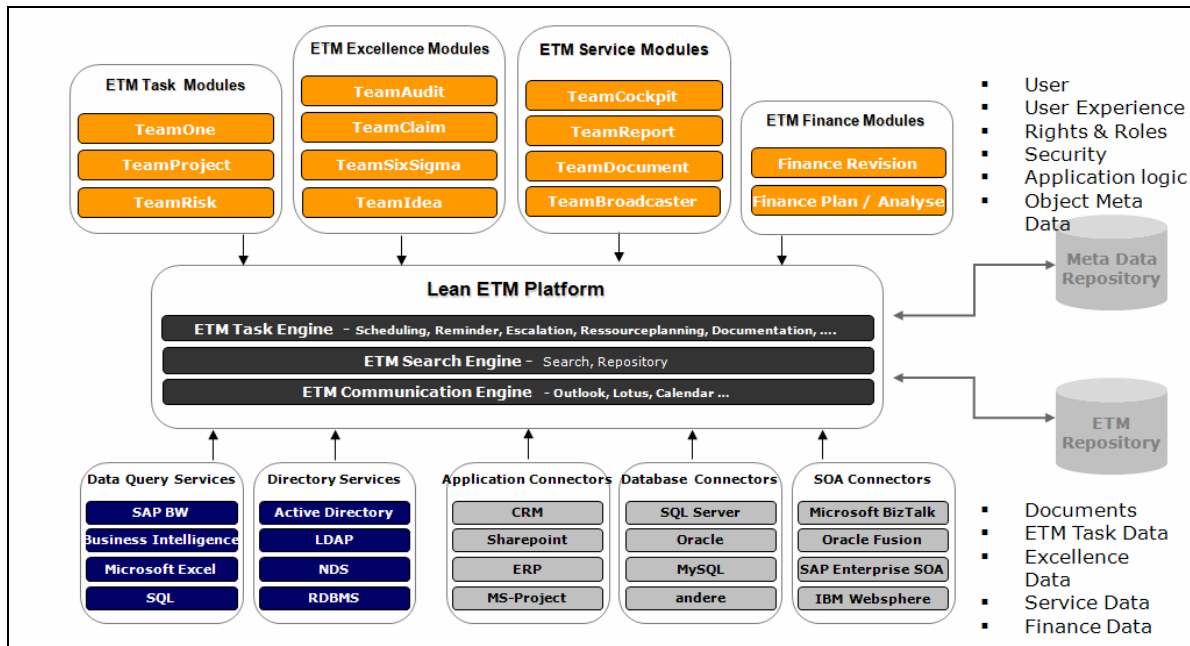 ETM Task Modules
TeamOne
TeamProject
TeamRisk
ETM Excellence Modules
TeamAudit
TeamClaim
TeamSixSigma
TeamIdea
ETM Service Modules
TeamCockpit
TeamReport
TeamDocument
TeamBroadcaster
ETM Finance Modules
Finance Revision
Finance Plan / Analyse
▪ User
▪ User Experience
▪ Rights & Roles
▪ Security
▪ Application logic
▪ Object Meta
Data
Meta Data
Repository
Lean ETM Platform
ETM Task Engine – Scheduling, Reminder, Escalation, Ressourceplanning, Documentation, ....
ETM Search Engine – Search, Repository
ETM Communication Engine - Outlook, Lotus, Calendar ...
ETM
Repository
Data Query Services
SAP BW
Business Intelligence
Microsoft Excel
SQL
Directory Services
Active Directory
LDAP
NDS
RDBMS
Application Connectors
CRM
Sharepoint
ERP
MS-Project
Database Connectors
SQL Server
Oracle
MySQL
andere
SOA Connectors
Microsoft BizTalk
Oracle Fusion
SAP Enterprise SOA
IBM Websphere
▪ Documents
▪ ETM Task Data
▪ Excellence
Data
▪ Service Data
▪ Finance Data